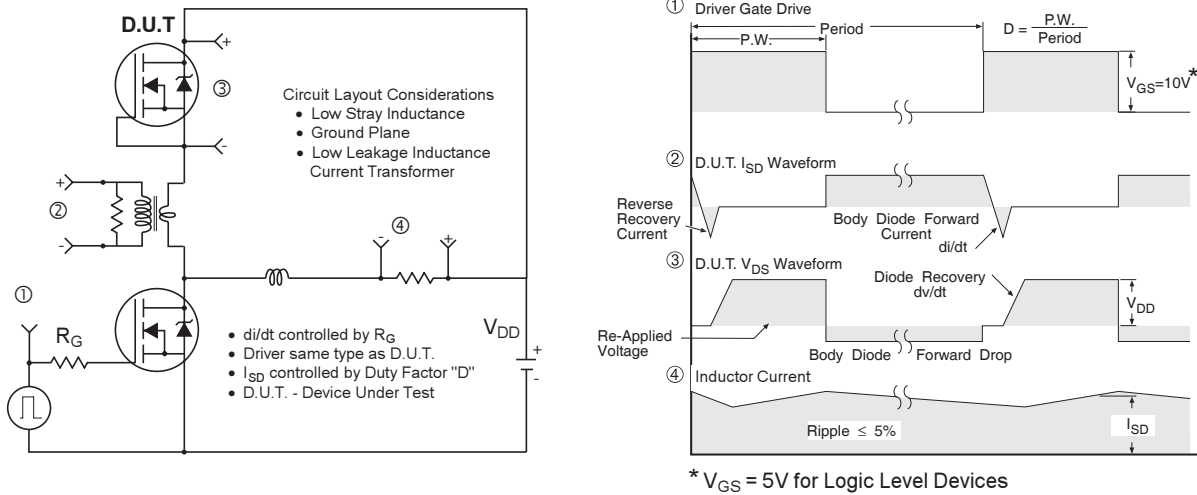 D.U.T
+
③
-
Circuit Layout Considerations
• Low Stray Inductance
• Ground Plane
• Low Leakage Inductance
Current Transformer
+
②
-
④
- +
①
R_G
V_DD
+
-
• di/dt controlled by R_G
• Driver same type as D.U.T.
• I_SD controlled by Duty Factor "D"
• D.U.T. - Device Under Test
① Driver Gate Drive
P.W.
Period
D = P.W. / Period
V_GS=10V*
② D.U.T. I_SD Waveform
Reverse
Recovery
Current
Body Diode Forward
Current
di/dt
③ D.U.T. V_DS Waveform
Diode Recovery
dv/dt
V_DD
Re-Applied
Voltage
Body Diode Forward Drop
④ Inductor Current
Ripple ≤ 5%
I_SD
* V_GS = 5V for Logic Level Devices